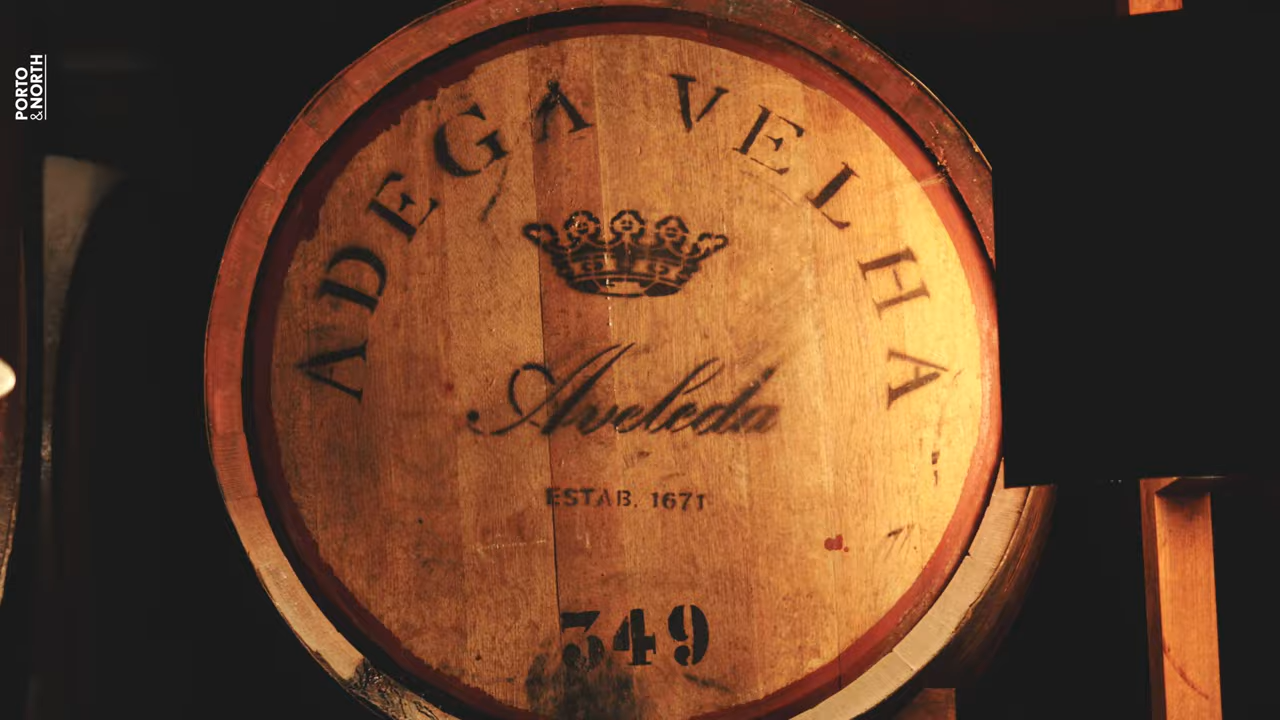 PORTO
& NORTH
ADEGA VELHA
Aveleda
ESTAB. 1671
349